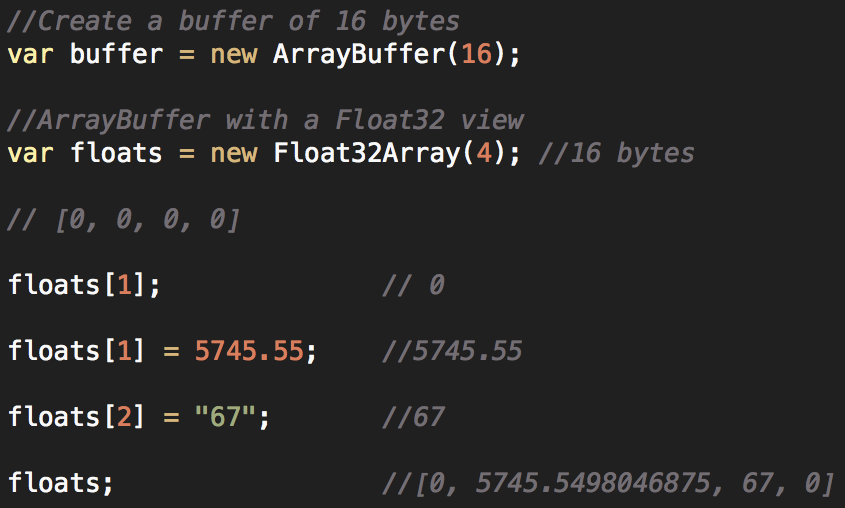 //Create a buffer of 16 bytes
var buffer = new ArrayBuffer(16);
//ArrayBuffer with a Float32 view
var floats = new Float32Array(4); //16 bytes
// [0, 0, 0, 0]
floats[1]; // 0
floats[1] = 5745.55; //5745.55
floats[2] = "67"; //67
floats; //[0, 5745.5498046875, 67, 0]